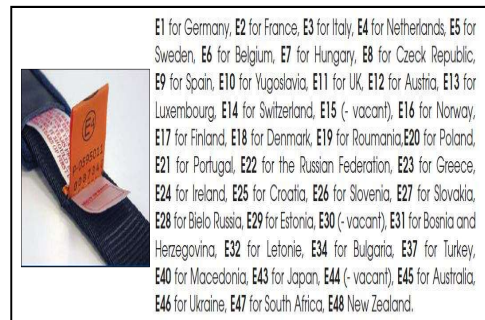 E1 for Germany, E2 for France, E3 for Italy, E4 for Netherlands, E5 for
Sweden, E6 for Belgium, E7 for Hungary, E8 for Czeck Republic,
E9 for Spain, E10 for Yugoslavia, E11 for UK, E12 for Austria, E13 for
Luxembourg, E14 for Switzerland, E15 (- vacant), E16 for Norway,
E17 for Finland, E18 for Denmark, E19 for Roumania,E20 for Poland,
E21 for Portugal, E22 for the Russian Federation, E23 for Greece,
E24 for Ireland, E25 for Croatia, E26 for Slovenia, E27 for Slovakia,
E28 for Bielo Russia, E29 for Estonia, E30 (- vacant), E31 for Bosnia and
Herzegovina, E32 for Letonie, E34 for Bulgaria, E37 for Turkey,
E40 for Macedonia, E43 for Japan, E44 (- vacant), E45 for Australia,
E46 for Ukraine, E47 for South Africa, E48 New Zealand.